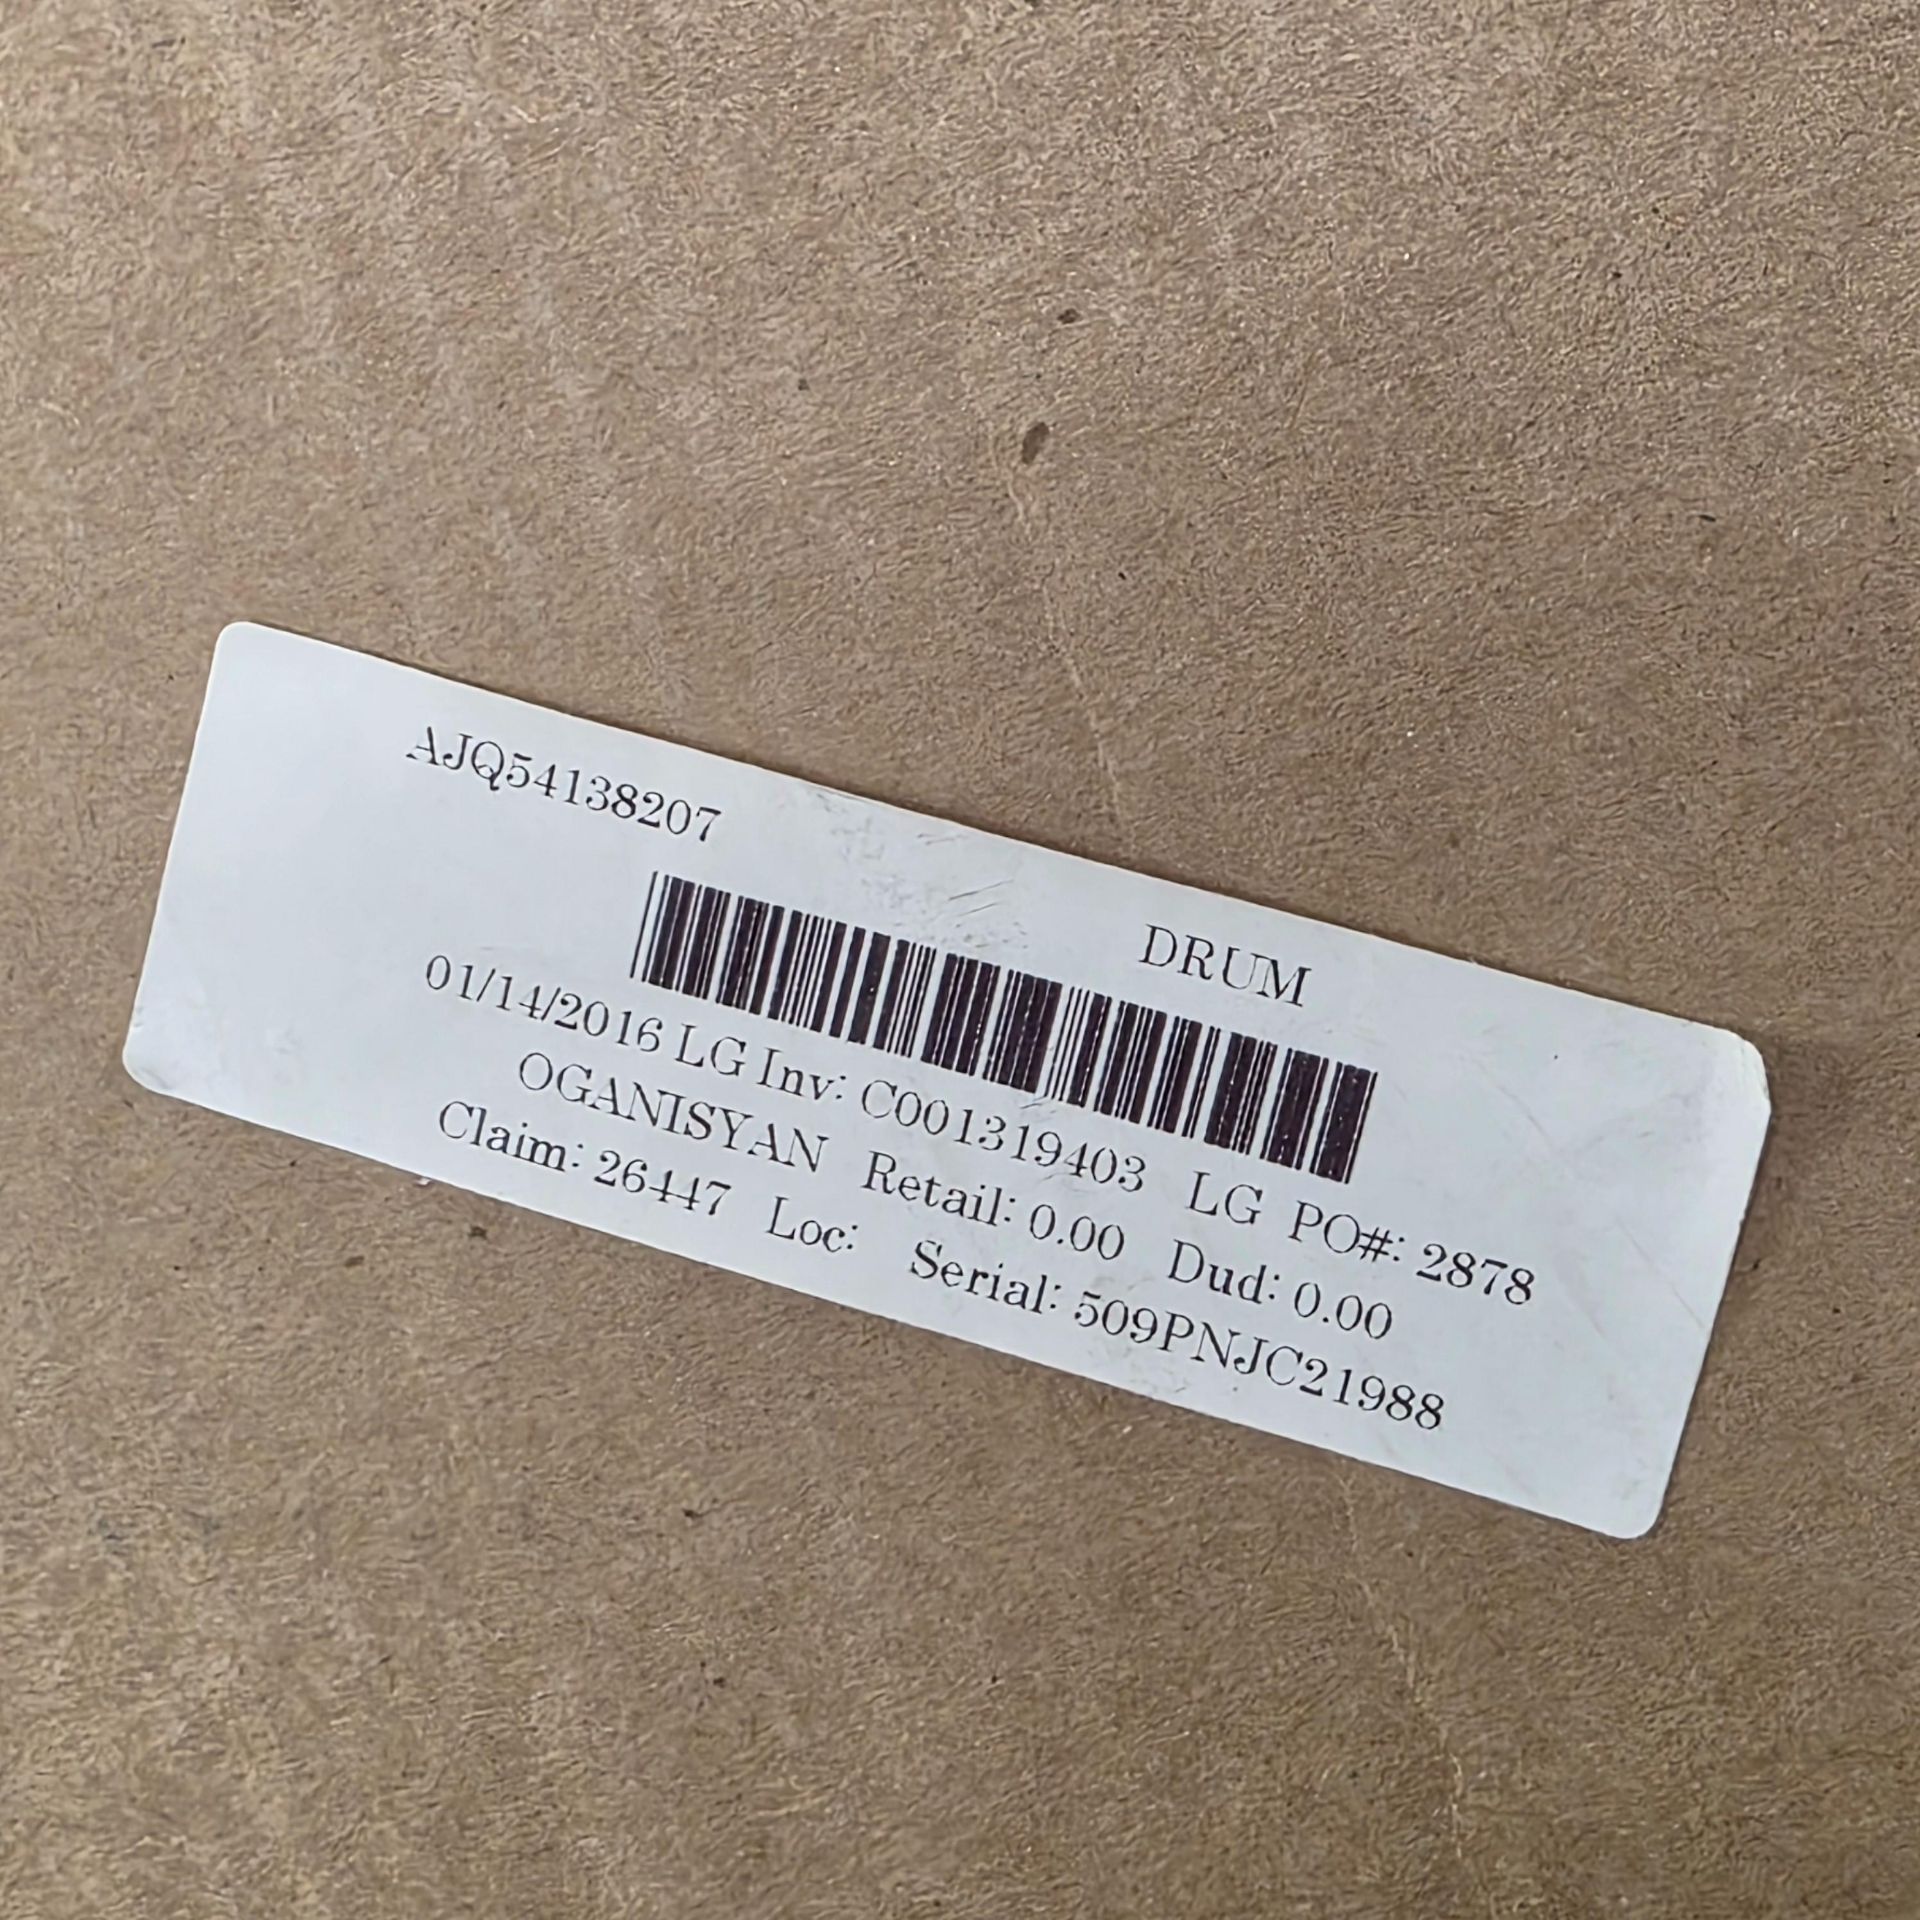 AJQ54138207 DRUM
01/14/2016 LG Inv: C001319403 LG PO#: 2878
OGANISYAN Retail: 0.00 Dud: 0.00
Claim: 26447 Loc: Serial: 509PNJC21988